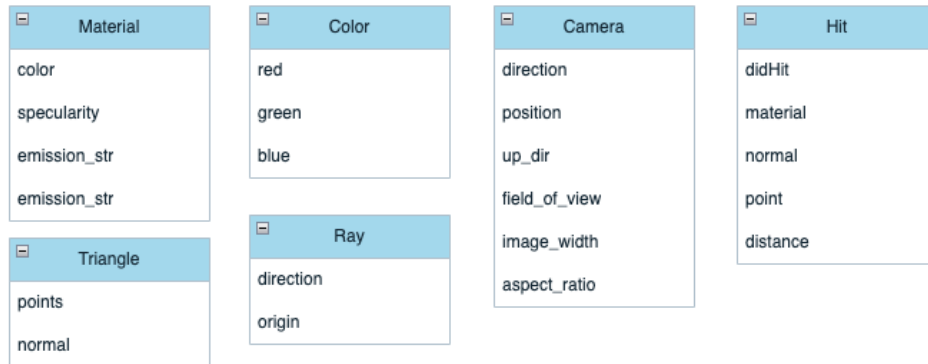 Material
color
specularity
emission_str
emission_str
Triangle
points
normal
Color
red
green
blue
Ray
direction
origin
Camera
direction
position
up_dir
field_of_view
image_width
aspect_ratio
Hit
didHit
material
normal
point
distance